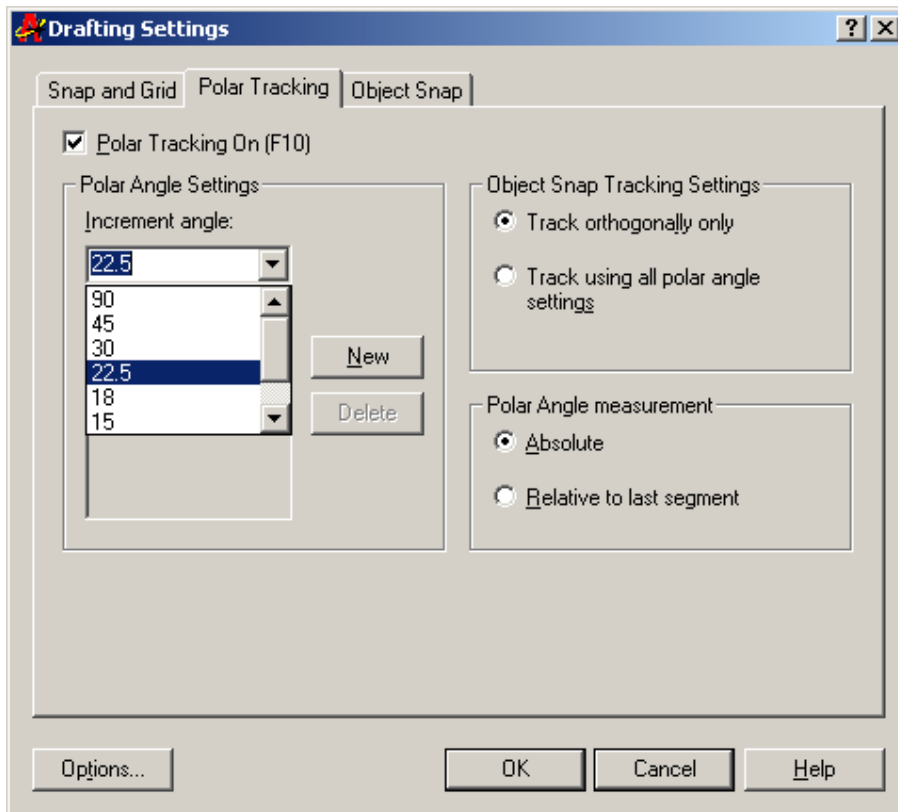 Drafting Settings
Snap and Grid
Polar Tracking
Object Snap
Polar Tracking On (F10)
Polar Angle Settings
Increment angle:
22.5
90
45
30
22.5
18
15
New
Delete
Object Snap Tracking Settings
Track orthogonally only
Track using all polar angle
settings
Polar Angle measurement
Absolute
Relative to last segment
Options...
OK
Cancel
Help